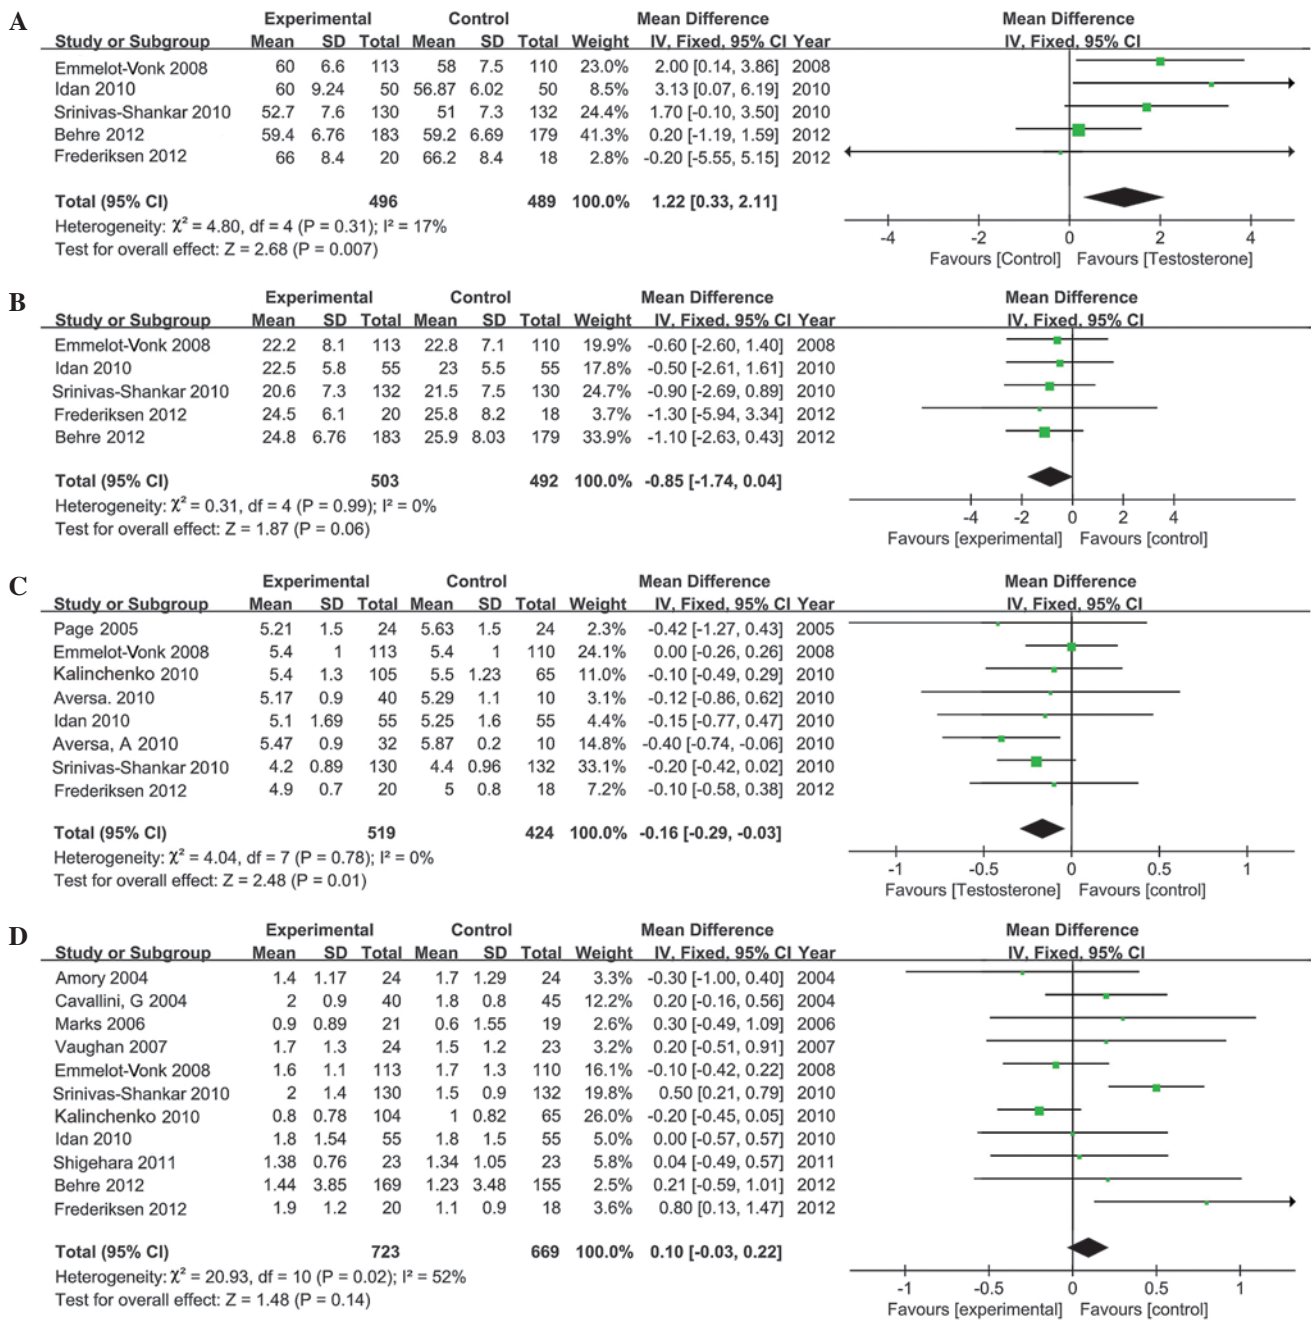 A
Experimental Control Mean Difference Mean Difference
Study or Subgroup Mean SD Total Mean SD Total Weight IV, Fixed, 95% CI Year IV, Fixed, 95% CI
Emmelot-Vonk 2008 60 6.6 113 58 7.5 110 23.0% 2.00 [0.14, 3.86] 2008
Idan 2010 60 9.24 50 56.87 6.02 50 8.5% 3.13 [0.07, 6.19] 2010
Srinivas-Shankar 2010 52.7 7.6 130 51 7.3 132 24.4% 1.70 [-0.10, 3.50] 2010
Behre 2012 59.4 6.76 183 59.2 6.69 179 41.3% 0.20 [-1.19, 1.59] 2012
Frederiksen 2012 66 8.4 20 66.2 8.4 18 2.8% -0.20 [-5.55, 5.15] 2012
Total (95% CI) 496 489 100.0% 1.22 [0.33, 2.11]
Heterogeneity: χ² = 4.80, df = 4 (P = 0.31); I² = 17%
Test for overall effect: Z = 2.68 (P = 0.007)
-4 -2 0 2 4
Favours [Control] Favours [Testosterone]
B
Experimental Control Mean Difference Mean Difference
Study or Subgroup Mean SD Total Mean SD Total Weight IV, Fixed, 95% CI Year IV, Fixed, 95% CI
Emmelot-Vonk 2008 22.2 8.1 113 22.8 7.1 110 19.9% -0.60 [-2.60, 1.40] 2008
Idan 2010 22.5 5.8 55 23 5.5 55 17.8% -0.50 [-2.61, 1.61] 2010
Srinivas-Shankar 2010 20.6 7.3 132 21.5 7.5 130 24.7% -0.90 [-2.69, 0.89] 2010
Frederiksen 2012 24.5 6.1 20 25.8 8.2 18 3.7% -1.30 [-5.94, 3.34] 2012
Behre 2012 24.8 6.76 183 25.9 8.03 179 33.9% -1.10 [-2.63, 0.43] 2012
Total (95% CI) 503 492 100.0% -0.85 [-1.74, 0.04]
Heterogeneity: χ² = 0.31, df = 4 (P = 0.99); I² = 0%
Test for overall effect: Z = 1.87 (P = 0.06)
-4 -2 0 2 4
Favours [experimental] Favours [control]
C
Experimental Control Mean Difference Mean Difference
Study or Subgroup Mean SD Total Mean SD Total Weight IV, Fixed, 95% CI Year IV, Fixed, 95% CI
Page 2005 5.21 1.5 24 5.63 1.5 24 2.3% -0.42 [-1.27, 0.43] 2005
Emmelot-Vonk 2008 5.4 1 113 5.4 1 110 24.1% 0.00 [-0.26, 0.26] 2008
Kalinchenko 2010 5.4 1.3 105 5.5 1.23 65 11.0% -0.10 [-0.49, 0.29] 2010
Aversa. 2010 5.17 0.9 40 5.29 1.1 10 3.1% -0.12 [-0.86, 0.62] 2010
Idan 2010 5.1 1.69 55 5.25 1.6 55 4.4% -0.15 [-0.77, 0.47] 2010
Aversa, A 2010 5.47 0.9 32 5.87 0.2 10 14.8% -0.40 [-0.74, -0.06] 2010
Srinivas-Shankar 2010 4.2 0.89 130 4.4 0.96 132 33.1% -0.20 [-0.42, 0.02] 2010
Frederiksen 2012 4.9 0.7 20 5 0.8 18 7.2% -0.10 [-0.58, 0.38] 2012
Total (95% CI) 519 424 100.0% -0.16 [-0.29, -0.03]
Heterogeneity: χ² = 4.04, df = 7 (P = 0.78); I² = 0%
Test for overall effect: Z = 2.48 (P = 0.01)
-1 -0.5 0 0.5 1
Favours [Testosterone] Favours [control]
D
Experimental Control Mean Difference Mean Difference
Study or Subgroup Mean SD Total Mean SD Total Weight IV, Fixed, 95% CI Year IV, Fixed, 95% CI
Amory 2004 1.4 1.17 24 1.7 1.29 24 3.3% -0.30 [-1.00, 0.40] 2004
Cavallini, G 2004 2 0.9 40 1.8 0.8 45 12.2% 0.20 [-0.16, 0.56] 2004
Marks 2006 0.9 0.89 21 0.6 1.55 19 2.6% 0.30 [-0.49, 1.09] 2006
Vaughan 2007 1.7 1.3 24 1.5 1.2 23 3.2% 0.20 [-0.51, 0.91] 2007
Emmelot-Vonk 2008 1.6 1.1 113 1.7 1.3 110 16.1% -0.10 [-0.42, 0.22] 2008
Srinivas-Shankar 2010 2 1.4 130 1.5 0.9 132 19.8% 0.50 [0.21, 0.79] 2010
Kalinchenko 2010 0.8 0.78 104 1 0.82 65 26.0% -0.20 [-0.45, 0.05] 2010
Idan 2010 1.8 1.54 55 1.8 1.5 55 5.0% 0.00 [-0.57, 0.57] 2010
Shigehara 2011 1.38 0.76 23 1.34 1.05 23 5.8% 0.04 [-0.49, 0.57] 2011
Behre 2012 1.44 3.85 169 1.23 3.48 155 2.5% 0.21 [-0.59, 1.01] 2012
Frederiksen 2012 1.9 1.2 20 1.1 0.9 18 3.6% 0.80 [0.13, 1.47] 2012
Total (95% CI) 723 669 100.0% 0.10 [-0.03, 0.22]
Heterogeneity: χ² = 20.93, df = 10 (P = 0.02); I² = 52%
Test for overall effect: Z = 1.48 (P = 0.14)
-1 -0.5 0 0.5 1
Favours [experimental] Favours [control]